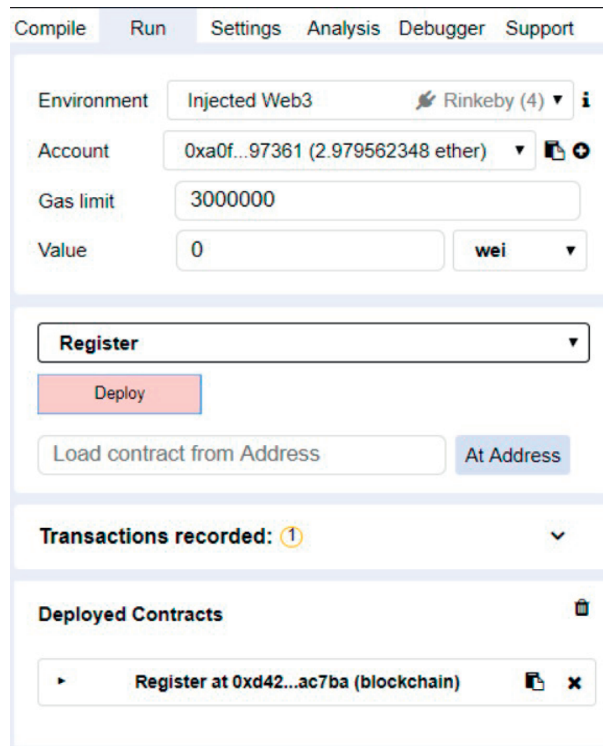 Compile Run Settings Analysis Debugger Support
Environment Injected Web3 Rinkeby (4) i
Account 0xa0f...97361 (2.979562348 ether)
Gas limit 3000000
Value 0 wei
Register
Deploy
Load contract from Address At Address
Transactions recorded: 1
Deployed Contracts
Register at 0xd42...ac7ba (blockchain)